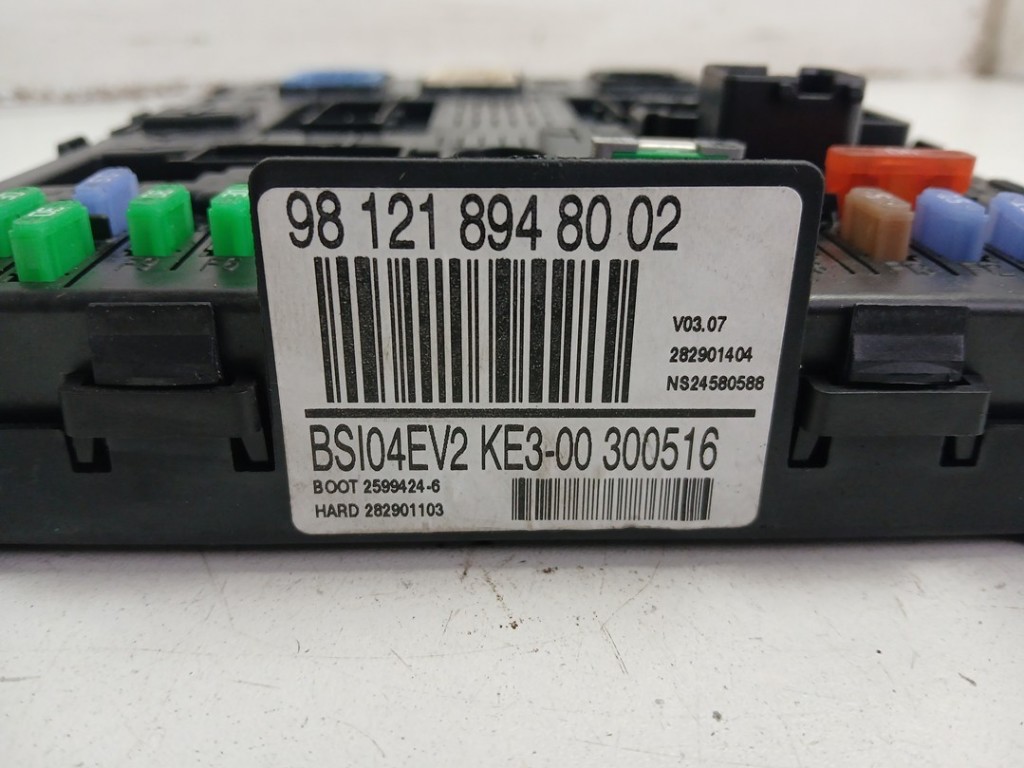 98 121 894 80 02
V03.07
282901404
NS24580588
BSI04EV2 KE3-00 300516
BOOT 2599424-6
HARD 282901103